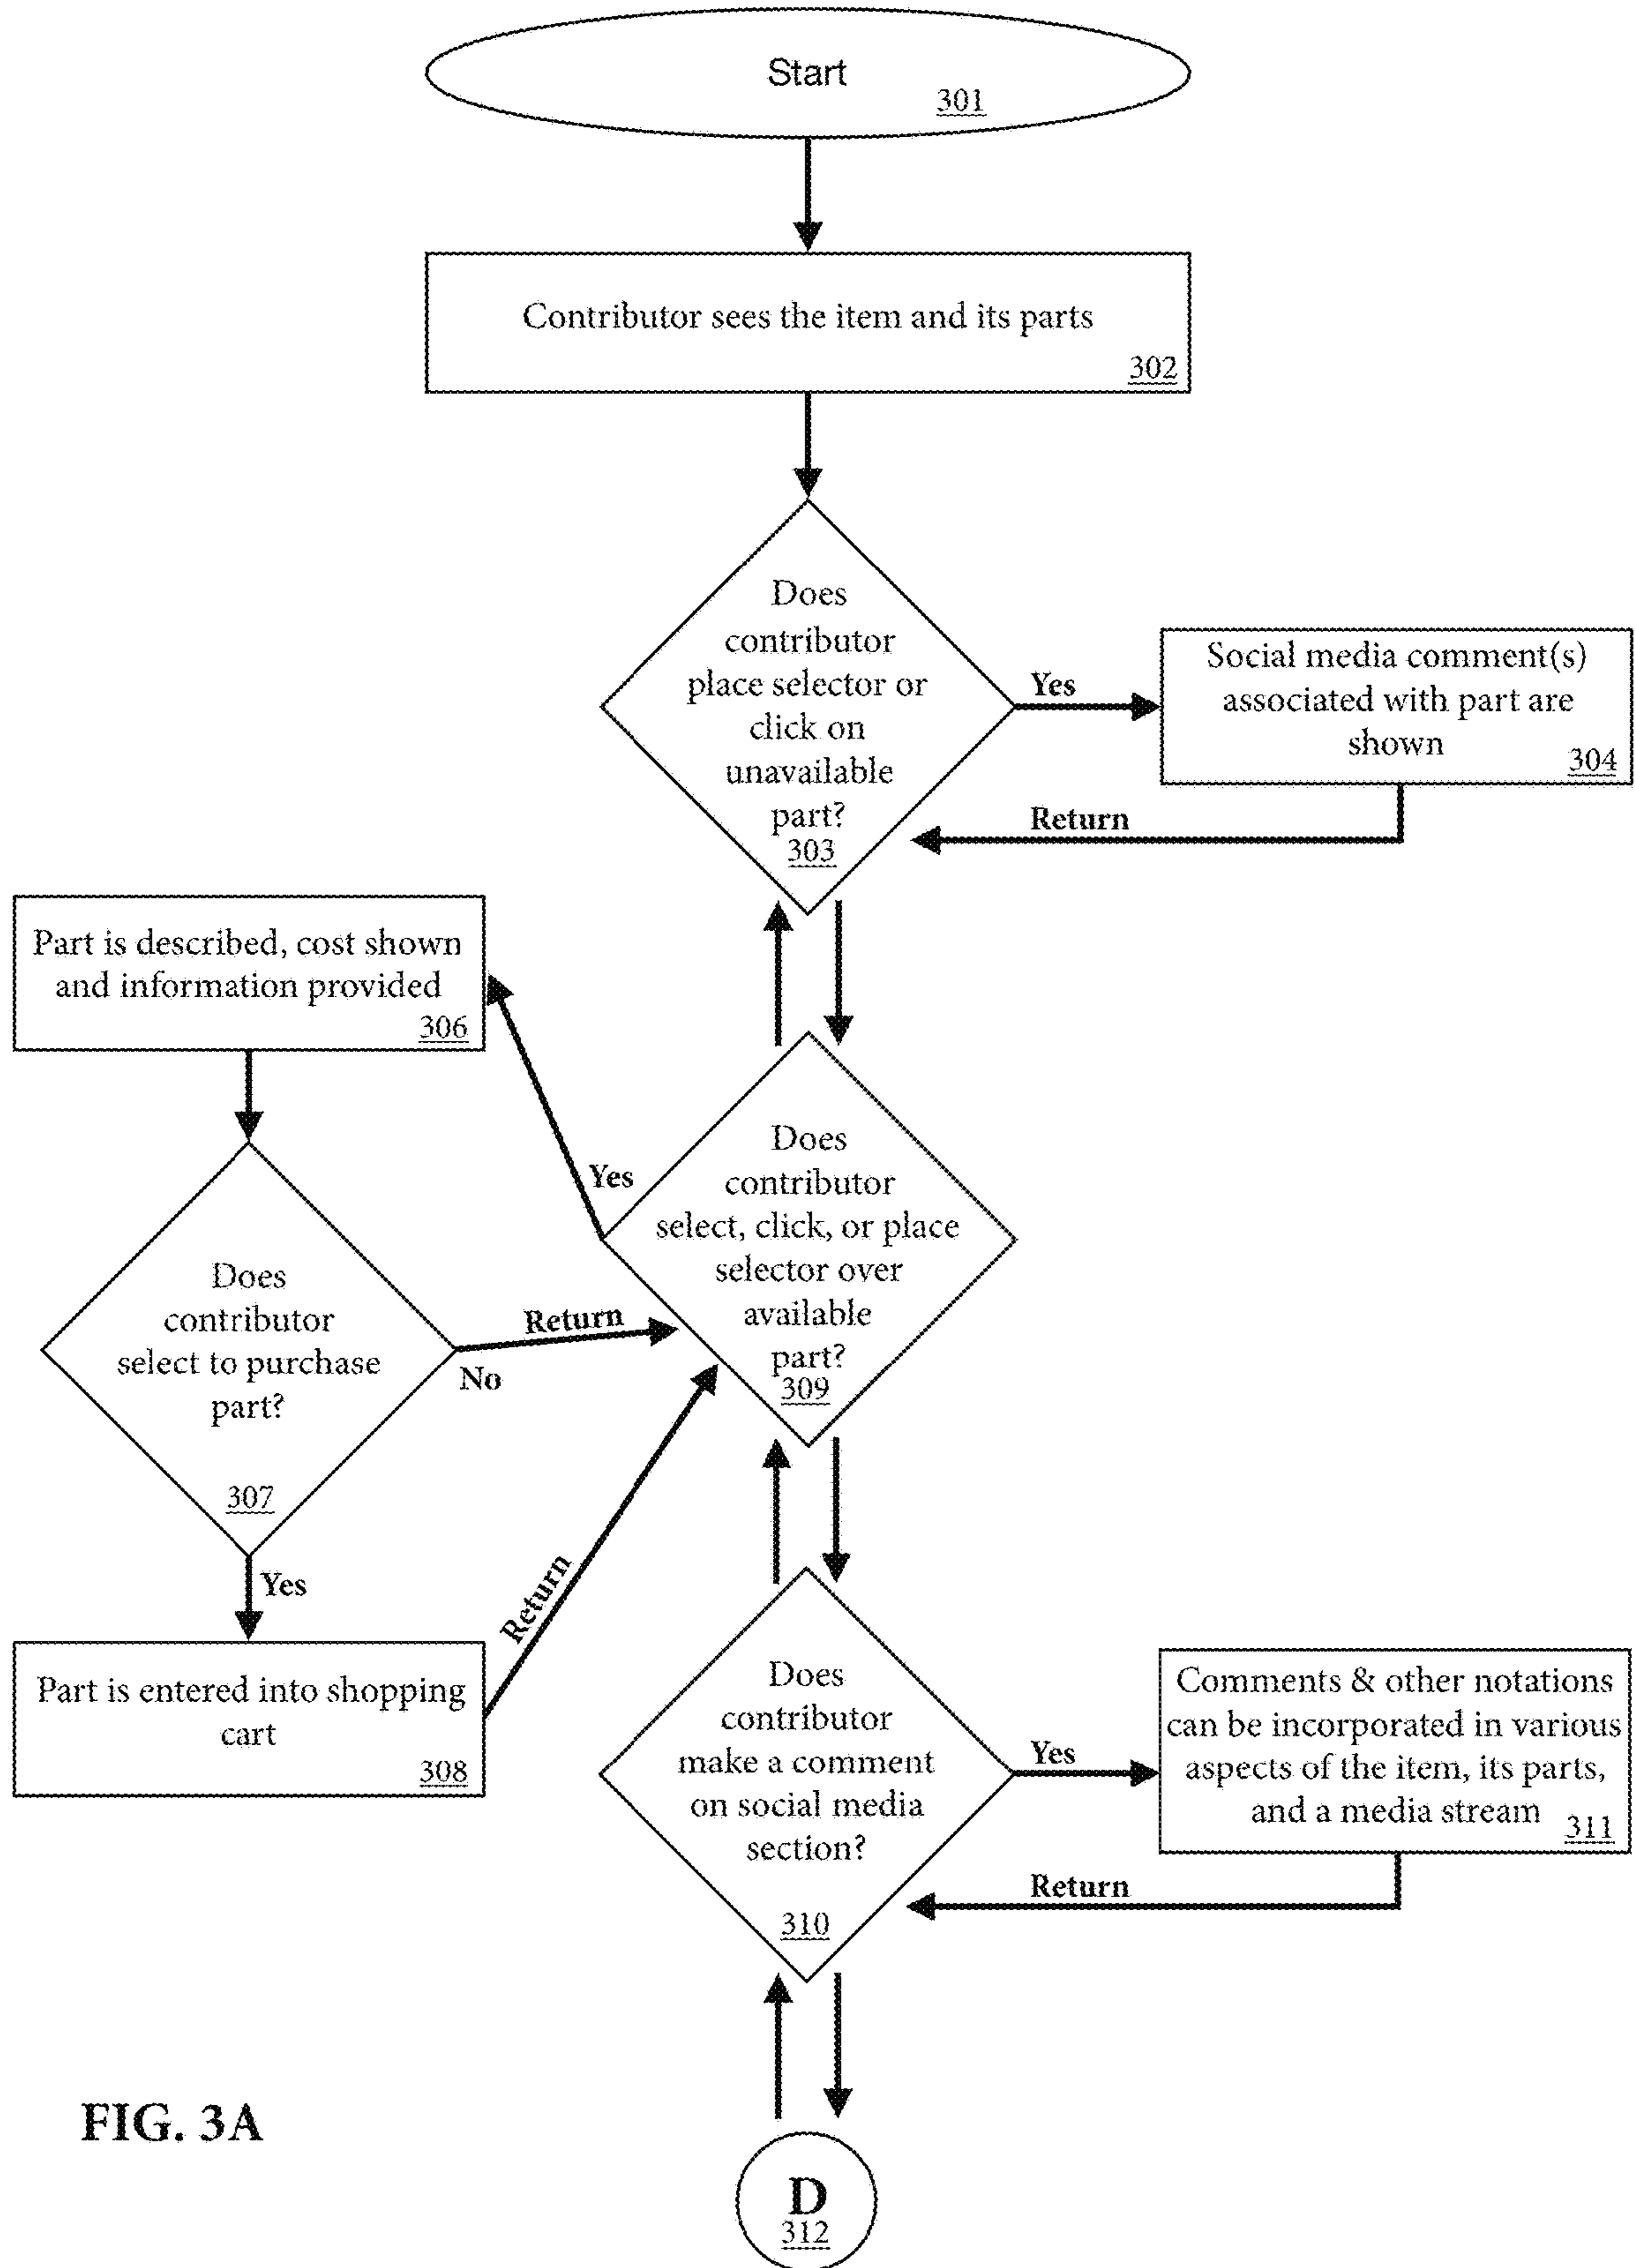 Start
301
Contributor sees the item and its parts
302
Does
contributor
place selector or
click on
unavailable
part?
303
Yes
Social media comment(s)
associated with part are
shown
304
Return
Part is described, cost shown
and information provided
306
Yes
Does
contributor
select, click, or place
selector over
available
part?
309
Does
contributor
select to purchase
part?
307
Return
No
Yes
Return
Part is entered into shopping
cart
308
Does
contributor
make a comment
on social media
section?
310
Yes
Comments & other notations
can be incorporated in various
aspects of the item, its parts,
and a media stream
311
Return
FIG. 3A
D
312